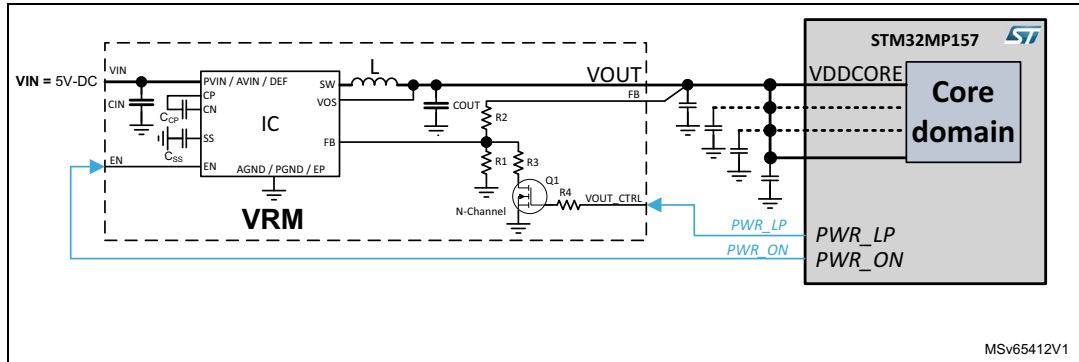 STM32MP157
ST
VIN = 5V-DC
VIN
L
VOUT
VDDCORE
PVIN / AVIN / DEF
SW
CP
VOS
FB
CIN
CN
COUT
Core
domain
CCP
IC
R2
SS
FB
CSS
R1
R3
EN
EN
AGND / PGND / EP
Q1
R4
VOUT_CTRL
N-Channel
VRM
PWR_LP
PWR_LP
PWR_ON
PWR_ON
MSv65412V1